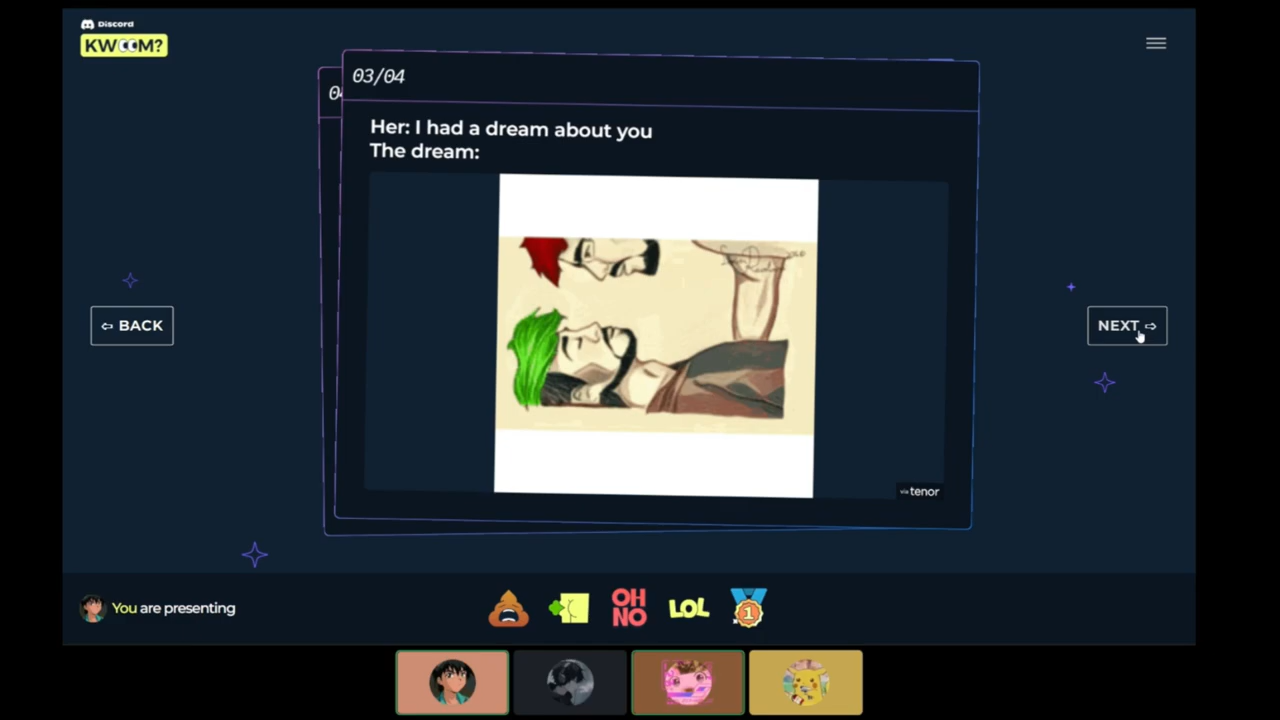 Discord
KWOOM?
03/04
Her: I had a dream about you
The dream:
⇦ BACK
NEXT ⇨
via tenor
You are presenting
OH
NO
LOL
1